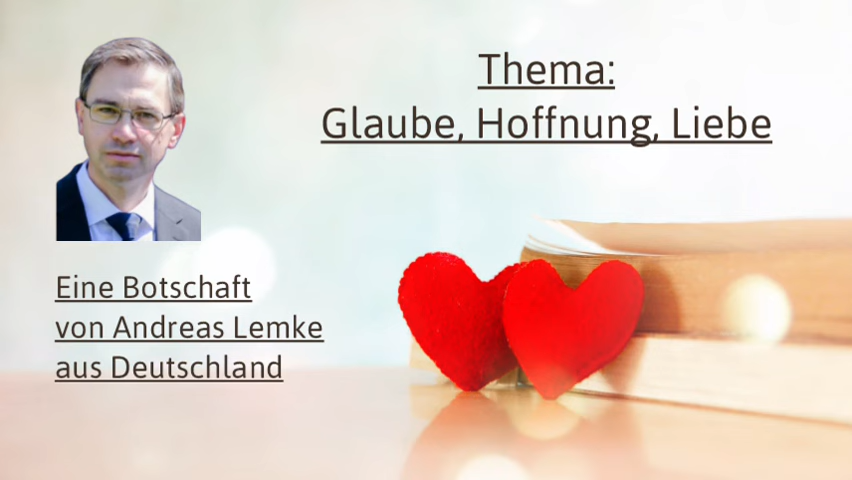 Thema:
Glaube, Hoffnung, Liebe
Eine Botschaft
von Andreas Lemke
aus Deutschland